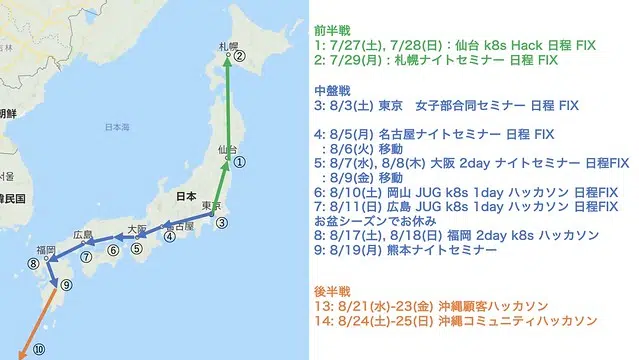 札幌
②
朝鮮
日本海
서울
韓民国
仙台
①
日本
東京
③
名古屋
④
大阪
⑤
⑥
広島
⑦
福岡
⑧
⑨
⑩
前半戦
1: 7/27(土), 7/28(日)：仙台 k8s Hack 日程 FIX
2: 7/29(月)：札幌ナイトセミナー 日程 FIX
中盤戦
3: 8/3(土) 東京　女子部合同セミナー 日程 FIX
4: 8/5(月) 名古屋ナイトセミナー 日程 FIX
: 8/6(火) 移動
5: 8/7(水), 8/8(木) 大阪 2day ナイトセミナー 日程FIX
: 8/9(金) 移動
6: 8/10(土) 岡山 JUG k8s 1day ハッカソン 日程FIX
7: 8/11(日) 広島 JUG k8s 1day ハッカソン 日程FIX
お盆シーズンでお休み
8: 8/17(土), 8/18(日) 福岡 2day k8s ハッカソン
9: 8/19(月) 熊本ナイトセミナー
後半戦
13: 8/21(水)-23(金) 沖縄顧客ハッカソン
14: 8/24(土)-25(日) 沖縄コミュニティハッカソン